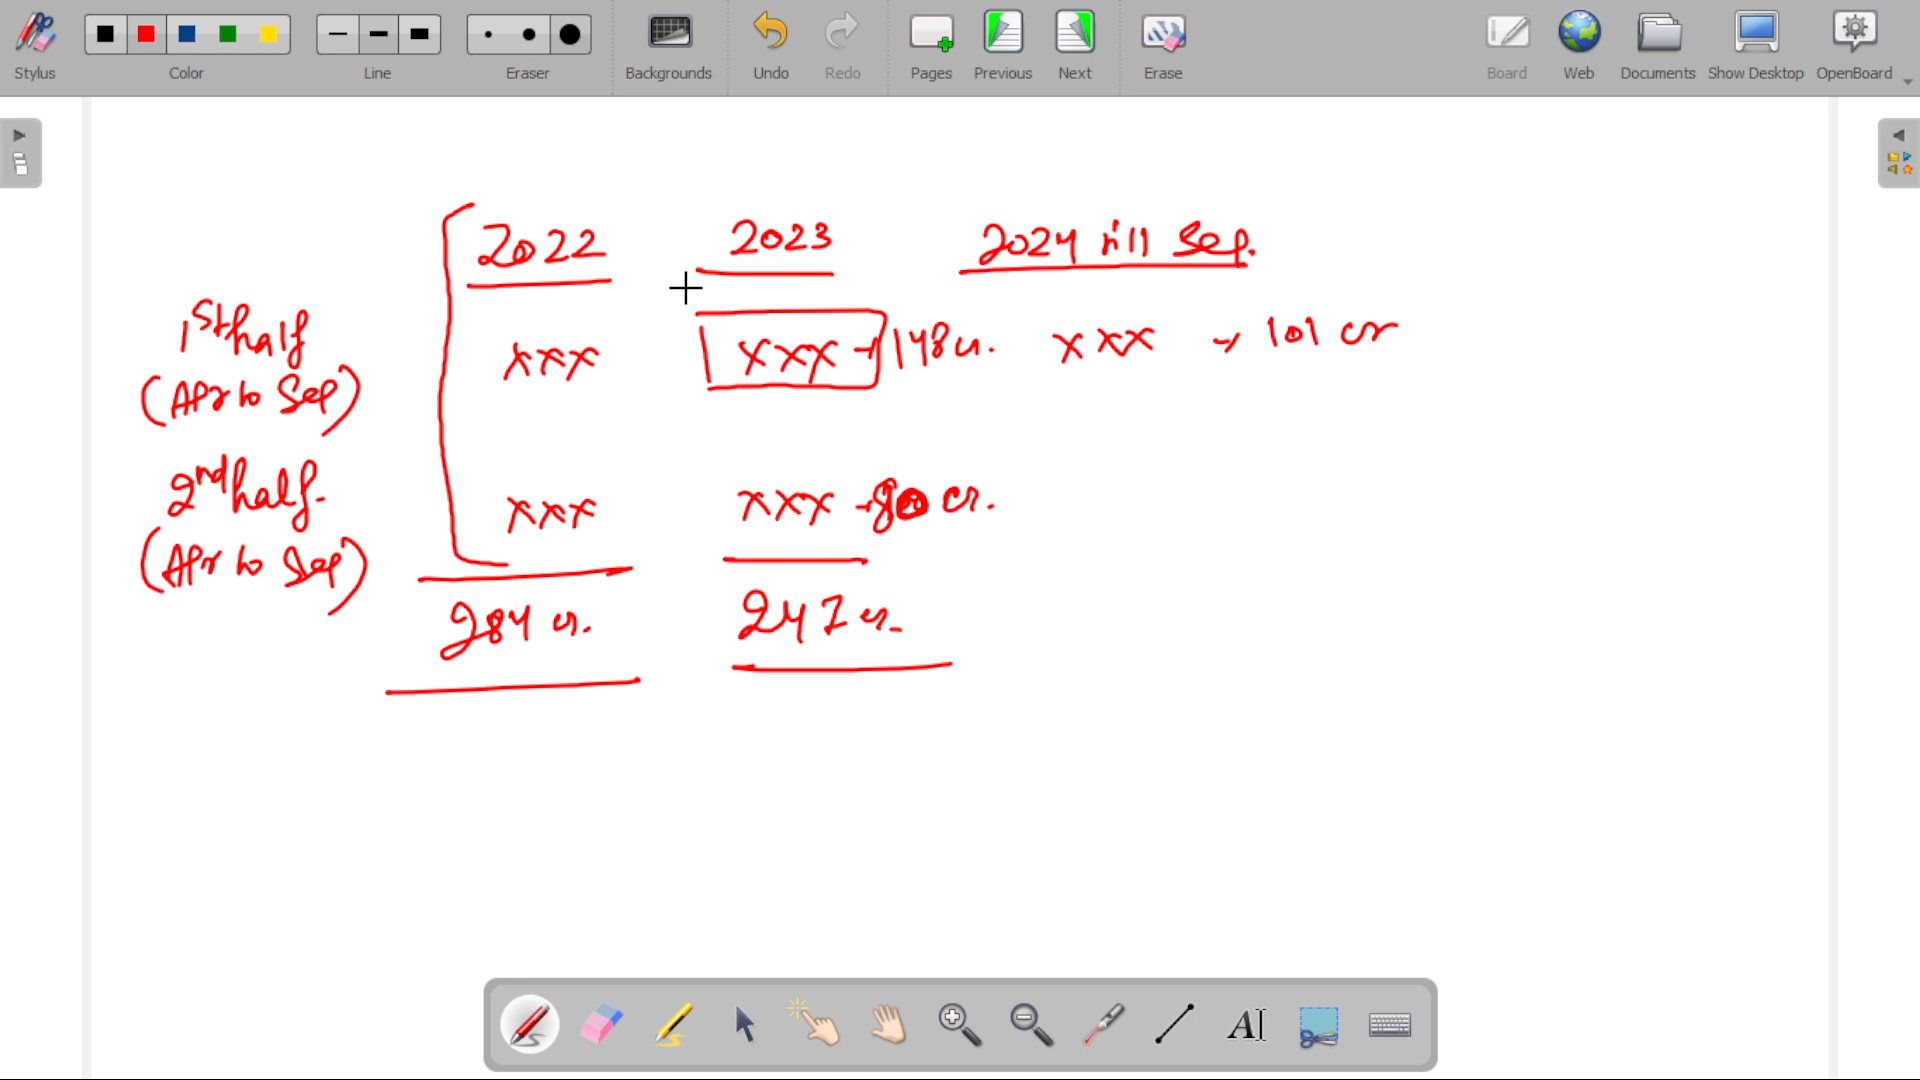 Stylus Color Line Eraser Backgrounds Undo Redo Pages Previous Next Erase Board Web Documents Show Desktop OpenBoard
2022 2023 2024 till Sep.
1st half
(Apr to Sep)
xxx xxx → 148 cr. xxx → 101 cr
2nd half.
(Apr to Sep)
xxx xxx cr.
284 cr. 247 cr.